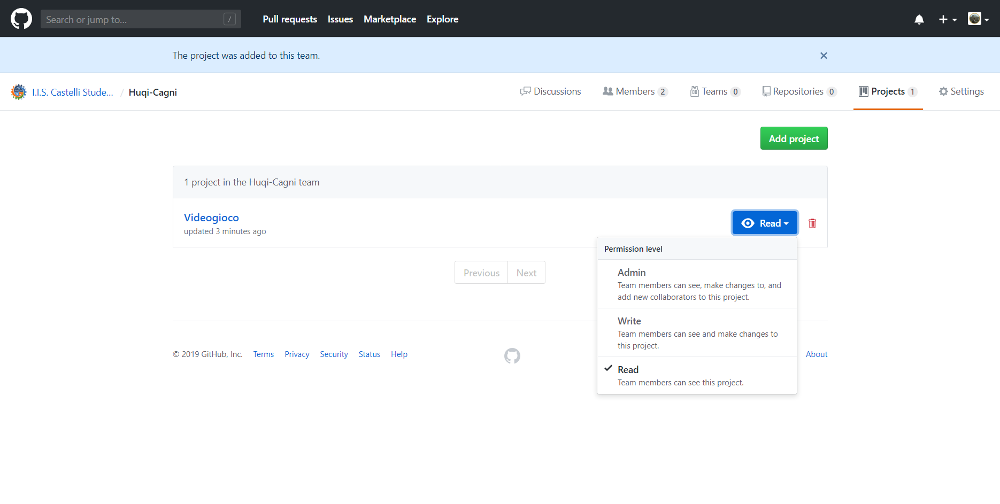 Search or jump to...
/
Pull requests
Issues
Marketplace
Explore
The project was added to this team.
I.I.S. Castelli Stude... / Huqi-Cagni
Discussions
Members 2
Teams 0
Repositories 0
Projects 1
Settings
Add project
1 project in the Huqi-Cagni team
Videogioco
updated 3 minutes ago
Read
Permission level
Admin
Team members can see, make changes to, and
add new collaborators to this project.
Write
Team members can see and make changes to
this project.
Read
Team members can see this project.
Previous
Next
© 2019 GitHub, Inc.
Terms
Privacy
Security
Status
Help
About